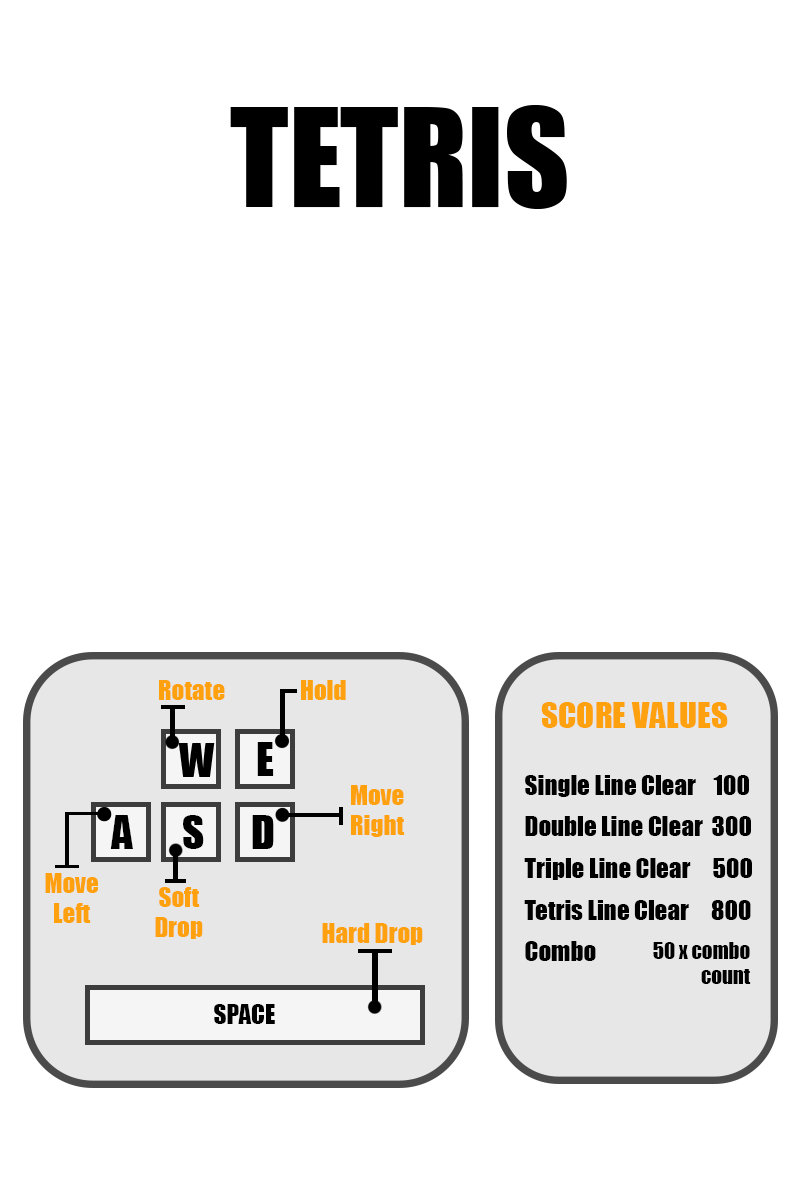 TETRIS
Rotate
Hold
W
E
Move
Right
A
S
D
Move
Left
Soft
Drop
Hard Drop
SPACE
SCORE VALUES
Single Line Clear 100
Double Line Clear 300
Triple Line Clear 500
Tetris Line Clear 800
Combo 50 x combo
count